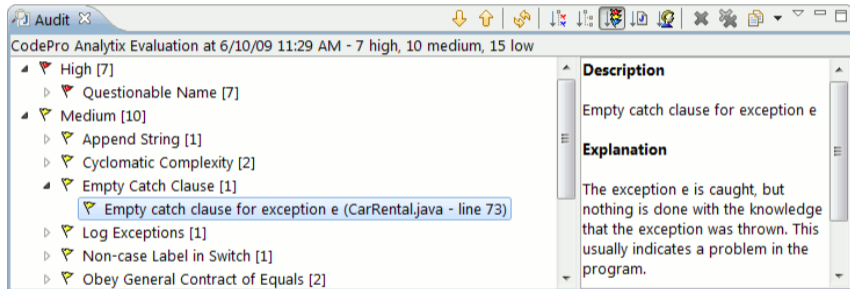 Audit
CodePro Analytix Evaluation at 6/10/09 11:29 AM - 7 high, 10 medium, 15 low
High [7]
Questionable Name [7]
Medium [10]
Append String [1]
Cyclomatic Complexity [2]
Empty Catch Clause [1]
Empty catch clause for exception e (CarRental.java - line 73)
Log Exceptions [1]
Non-case Label in Switch [1]
Obey General Contract of Equals [2]
Description
Empty catch clause for exception e
Explanation
The exception e is caught, but
nothing is done with the knowledge
that the exception was thrown. This
usually indicates a problem in the
program.